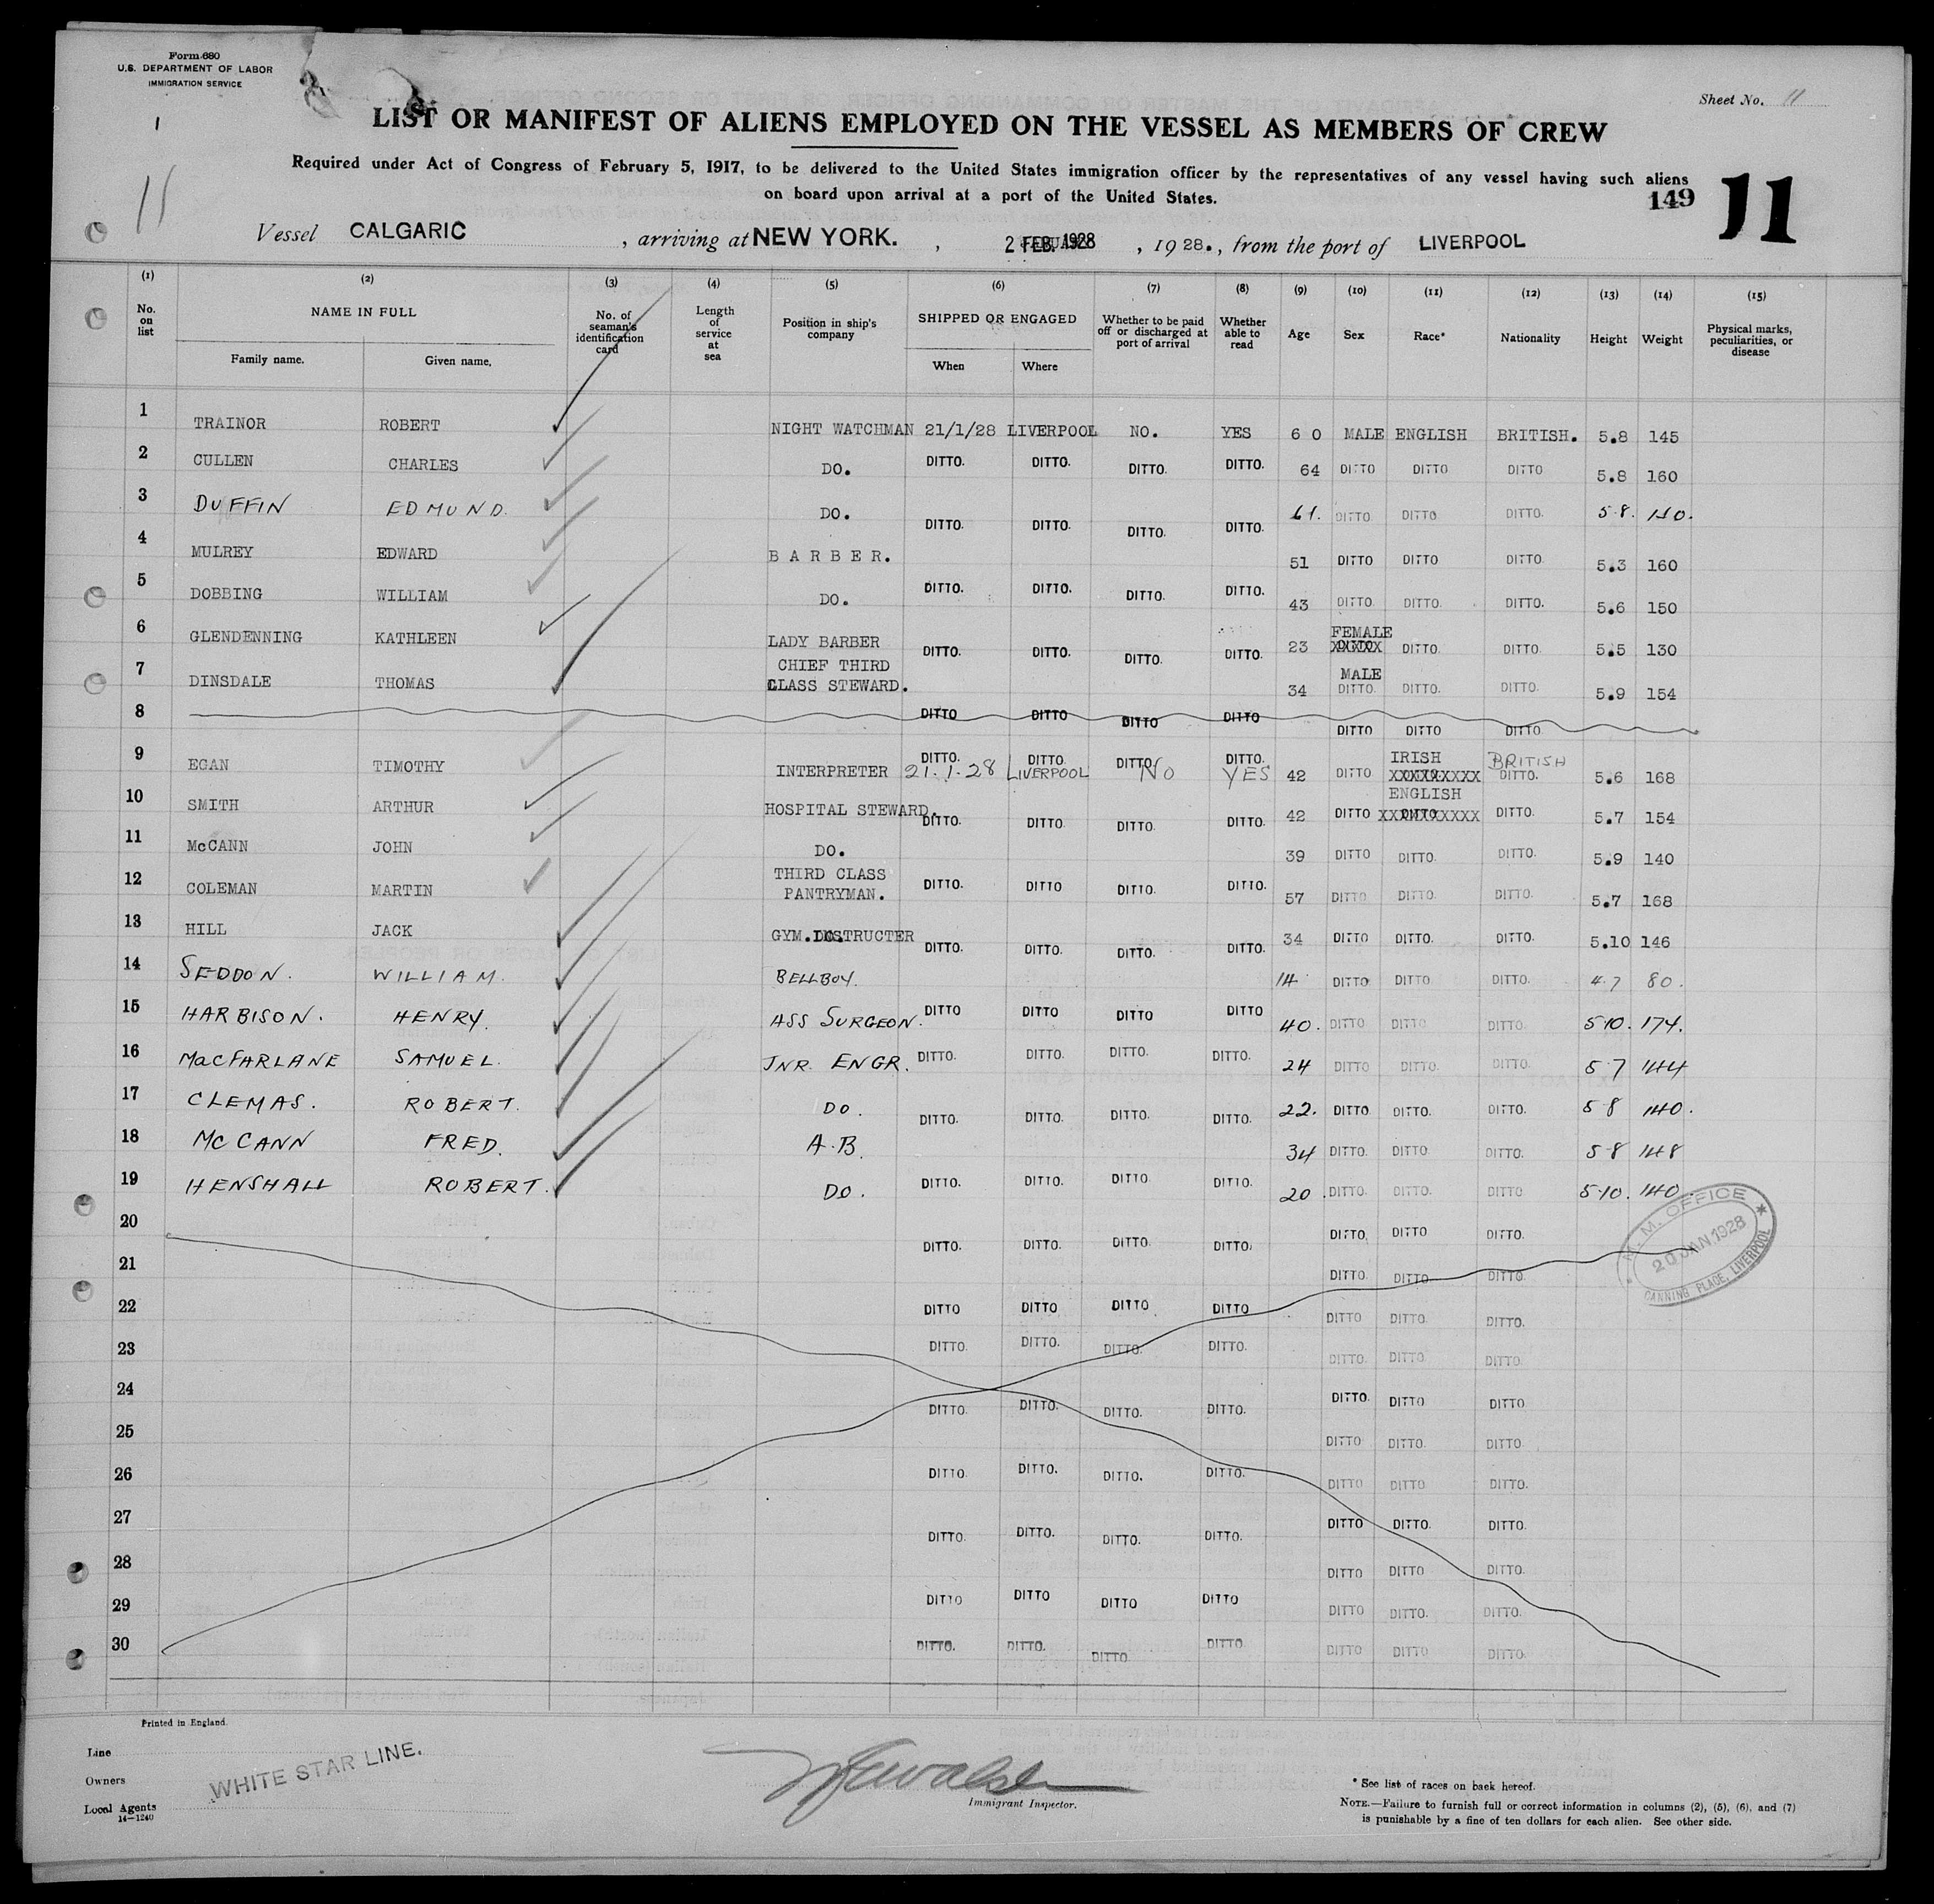 Form 680
U.S. DEPARTMENT OF LABOR
IMMIGRATION SERVICE
Sheet No. 11
1
11
LIST OR MANIFEST OF ALIENS EMPLOYED ON THE VESSEL AS MEMBERS OF CREW
Required under Act of Congress of February 5, 1917, to be delivered to the United States immigration officer by the representatives of any vessel having such aliens
on board upon arrival at a port of the United States.
149 11
Vessel CALGARIC , arriving at NEW YORK. , 2 FEB. 1928 , 1928., from the port of LIVERPOOL
(1) (2) (3) (4) (5) (6) (7) (8) (9) (10) (11) (12) (13) (14) (15)
No. on list NAME IN FULL Family name. Given name. No. of seaman's identification card Length of service at sea Position in ship's company SHIPPED OR ENGAGED When Where Whether to be paid off or discharged at port of arrival Whether able to read Age Sex Race* Nationality Height Weight Physical marks, peculiarities, or disease
1 TRAINOR ROBERT NIGHT WATCHMAN 21/1/28 LIVERPOOL NO. YES 60 MALE ENGLISH BRITISH. 5.8 145
2 CULLEN CHARLES DO. DITTO. DITTO. DITTO. DITTO. 64 DITTO DITTO DITTO 5.8 160
3 DUFFIN EDMUND. DO. DITTO. DITTO. DITTO. DITTO. 61. DITTO. DITTO DITTO. 5.8.
4 MULREY EDWARD BARBER. 51 DITTO DITTO DITTO. 5.3 160
5 DOBBING WILLIAM DO. DITTO. DITTO. DITTO. DITTO. 43 DITTO. DITTO. DITTO. 5.6 150
6 GLENDENNING KATHLEEN LADY BARBER DITTO. DITTO. DITTO. DITTO. 23 FEMALE DITTO. DITTO. 5.5 130
7 DINSDALE THOMAS CHIEF THIRD CLASS STEWARD. 34 MALE DITTO. DITTO. DITTO. 5.9 154
8 DITTO DITTO DITTO DITTO DITTO DITTO DITTO
9 EGAN TIMOTHY INTERPRETER DITTO. 21.1.28 DITTO. LIVERPOOL DITTO. NO DITTO. YES 42 DITTO IRISH BRITISH DITTO. 5.6 168
10 SMITH ARTHUR HOSPITAL STEWARD. DITTO. DITTO. DITTO. DITTO. 42 DITTO ENGLISH DITTO. 5.7 154
11 McCANN JOHN DO. 39 DITTO DITTO. DITTO. 5.9 140
12 COLEMAN MARTIN THIRD CLASS PANTRYMAN. DITTO. DITTO DITTO. DITTO. 57 DITTO DITTO. DITTO. 5.7 168
13 HILL JACK GYM. INSTRUCTER DITTO. DITTO. DITTO. DITTO. 34 DITTO DITTO. DITTO. 5.10 146
14 SEDDON. WILLIAM. BELLBOY. 14 DITTO DITTO DITTO. 4.7 80.
15 HARBISON. HENRY. ASS SURGEON. DITTO DITTO DITTO DITTO 40. DITTO DITTO DITTO. 5.10. 174.
16 MacFARLANE SAMUEL. JNR. ENGR. DITTO. DITTO. DITTO. DITTO. 24 DITTO DITTO. DITTO. 5.7 144
17 CLEMAS. ROBERT. DO. DITTO. DITTO. DITTO. DITTO. 22. DITTO. DITTO. DITTO. 5.8 140.
18 McCANN FRED. A.B. 34 DITTO. DITTO DITTO. 5.8 148
19 HENSHALL ROBERT. DO. DITTO. DITTO. DITTO DITTO. 20. DITTO. DITTO. DITTO 5.10. 140.
20 DITTO. DITTO. DITTO. DITTO. DITTO. DITTO DITTO.
21 DITTO. DITTO. DITTO.
22 DITTO DITTO DITTO DITTO DITTO DITTO. DITTO.
23 DITTO. DITTO. DITTO. DITTO. DITTO. DITTO DITTO.
24 DITTO. DITTO. DITTO. DITTO. DITTO. DITTO DITTO
25 DITTO DITTO. DITTO
26 DITTO. DITTO. DITTO. DITTO. DITTO DITTO DITTO.
27 DITTO. DITTO. DITTO. DITTO. DITTO DITTO. DITTO.
28 DITTO DITTO DITTO.
29 DITTO DITTO DITTO DITTO DITTO DITTO. DITTO.
30 DITTO. DITTO. DITTO. DITTO DITTO DITTO DITTO.
M. M. OFFICE
20 JAN 1928
CANNING PLACE, LIVERPOOL
Printed in England.
Line
Owners WHITE STAR LINE.
Local Agents
14—1240
Immigrant Inspector.
* See list of races on back hereof.
NOTE.—Failure to furnish full or correct information in columns (2), (5), (6), and (7)
is punishable by a fine of ten dollars for each alien. See other side.